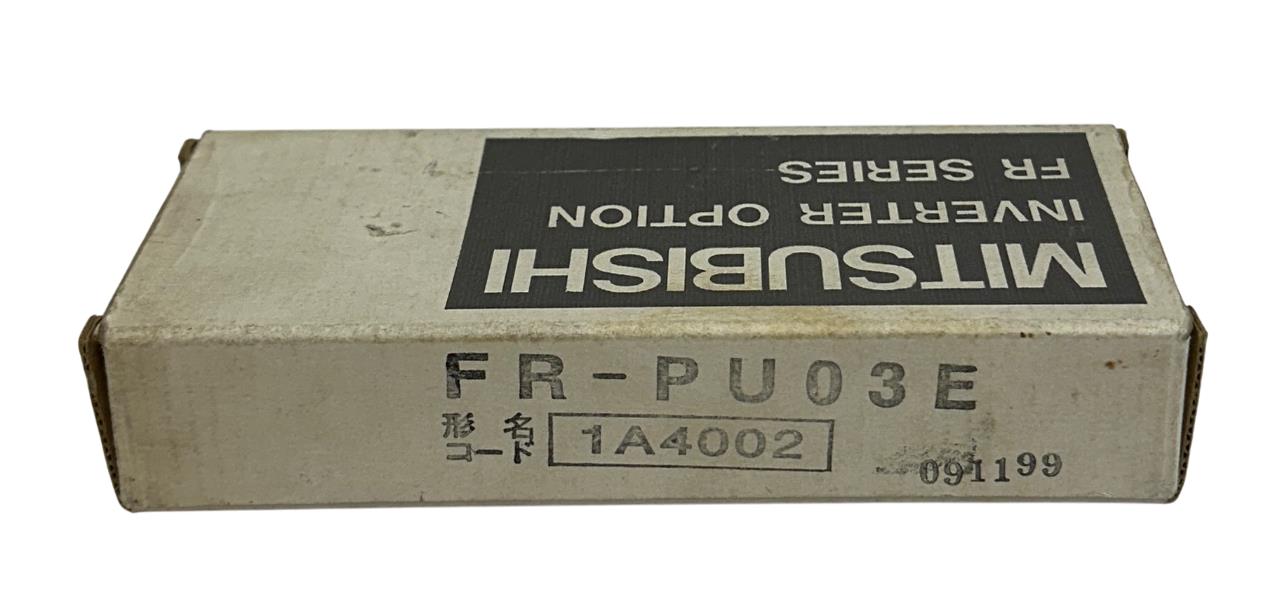 MITSUBISHI
INVERTER OPTION
FR SERIES
FR-PU03E
形名
コード 1A4002
091199